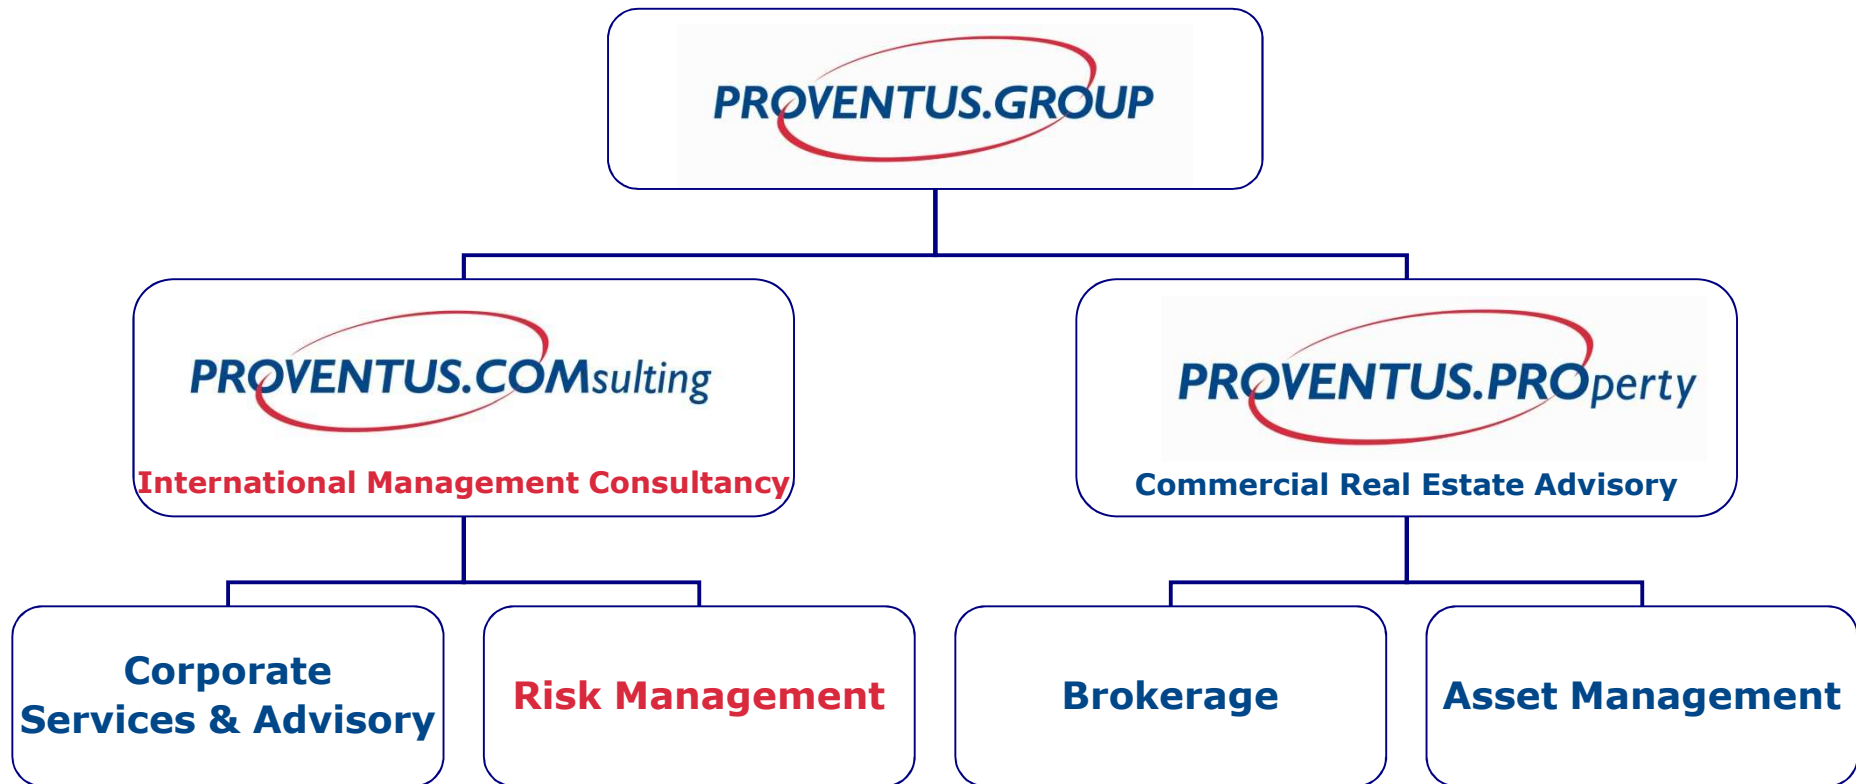 PROVENTUS.GROUP
PROVENTUS.COMsulting
International Management Consultancy
PROVENTUS.PROperty
Commercial Real Estate Advisory
Corporate
Services & Advisory
Risk Management
Brokerage
Asset Management